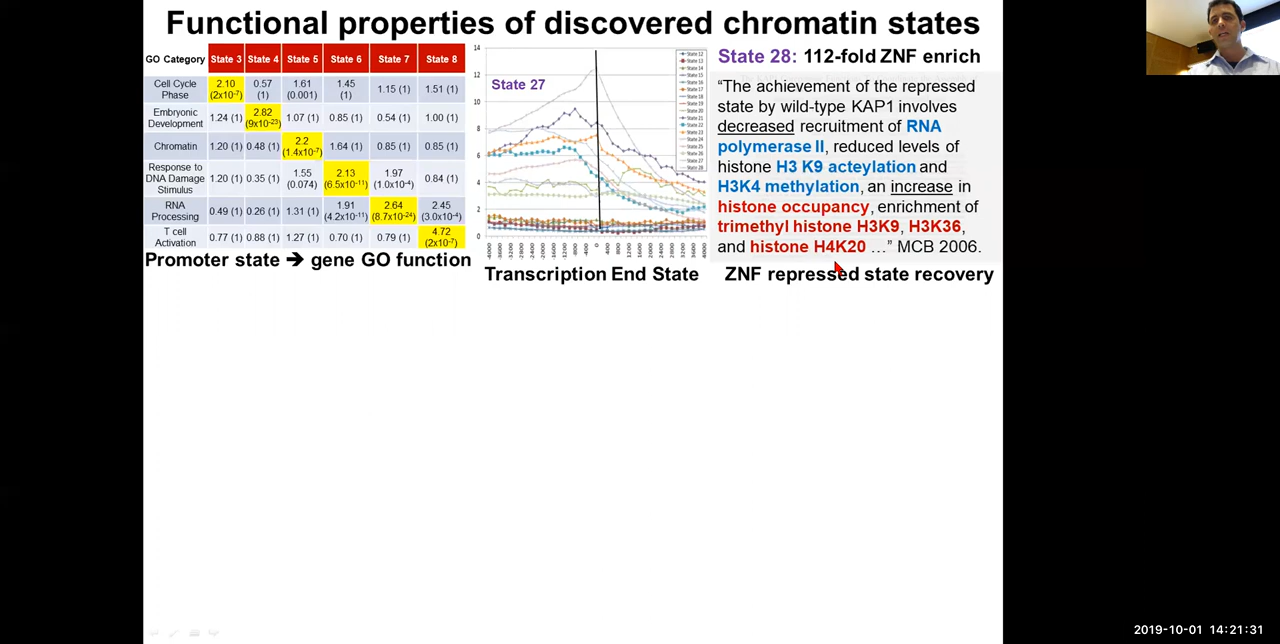 Functional properties of discovered chromatin states
GO Category State 3 State 4 State 5 State 6 State 7 State 8
Cell Cycle Phase 2.10 (2x10-7) 0.57 (1) 1.61 (0.001) 1.45 (1) 1.15 (1) 1.51 (1)
Embryonic Development 1.24 (1) 2.82 (9x10-23) 1.07 (1) 0.85 (1) 0.54 (1) 1.00 (1)
Chromatin 1.20 (1) 0.48 (1) 2.2 (1.4x10-7) 1.64 (1) 0.85 (1) 0.85 (1)
Response to DNA Damage Stimulus 1.20 (1) 0.35 (1) 1.55 (0.074) 2.13 (6.5x10-11) 1.97 (1.0x10-4) 0.84 (1)
RNA Processing 0.49 (1) 0.26 (1) 1.31 (1) 1.91 (4.2x10-11) 2.64 (8.7x10-24) 2.45 (3.0x10-4)
T cell Activation 0.77 (1) 0.88 (1) 1.27 (1) 0.70 (1) 0.79 (1) 4.72 (2x10-7)
Promoter state ➔ gene GO function
14
12
10
8
6
4
2
0
State 27
Transcription End State
State 28: 112-fold ZNF enrich
“The achievement of the repressed
state by wild-type KAP1 involves
decreased recruitment of RNA
polymerase II, reduced levels of
histone H3 K9 acteylation and
H3K4 methylation, an increase in
histone occupancy, enrichment of
trimethyl histone H3K9, H3K36,
and histone H4K20 …” MCB 2006.
ZNF repressed state recovery
2019-10-01 14:21:31